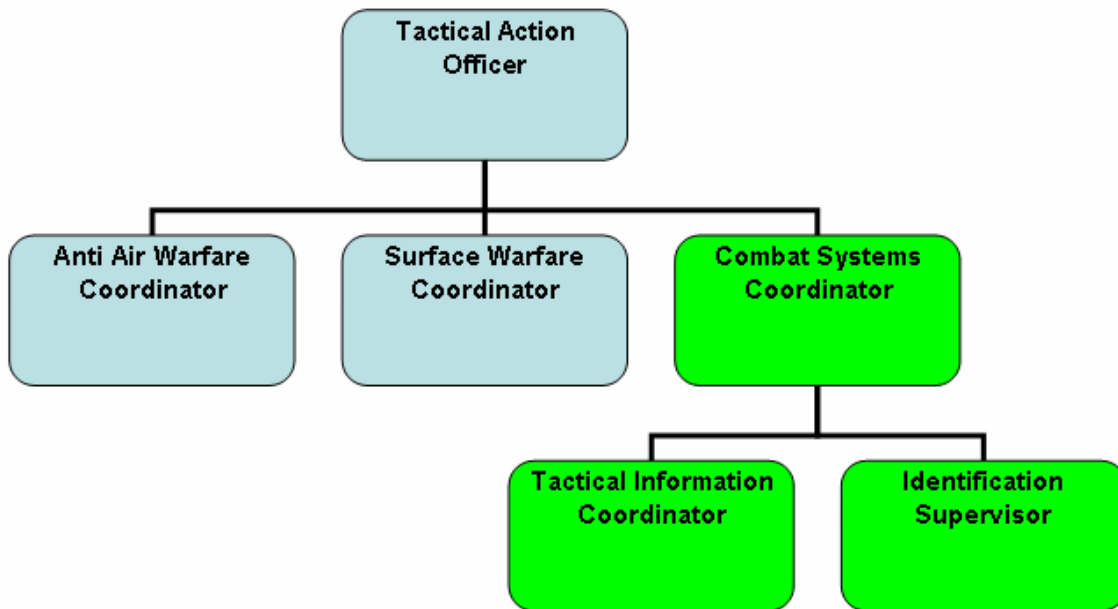 Tactical Action
Officer
Anti Air Warfare
Coordinator
Surface Warfare
Coordinator
Combat Systems
Coordinator
Tactical Information
Coordinator
Identification
Supervisor